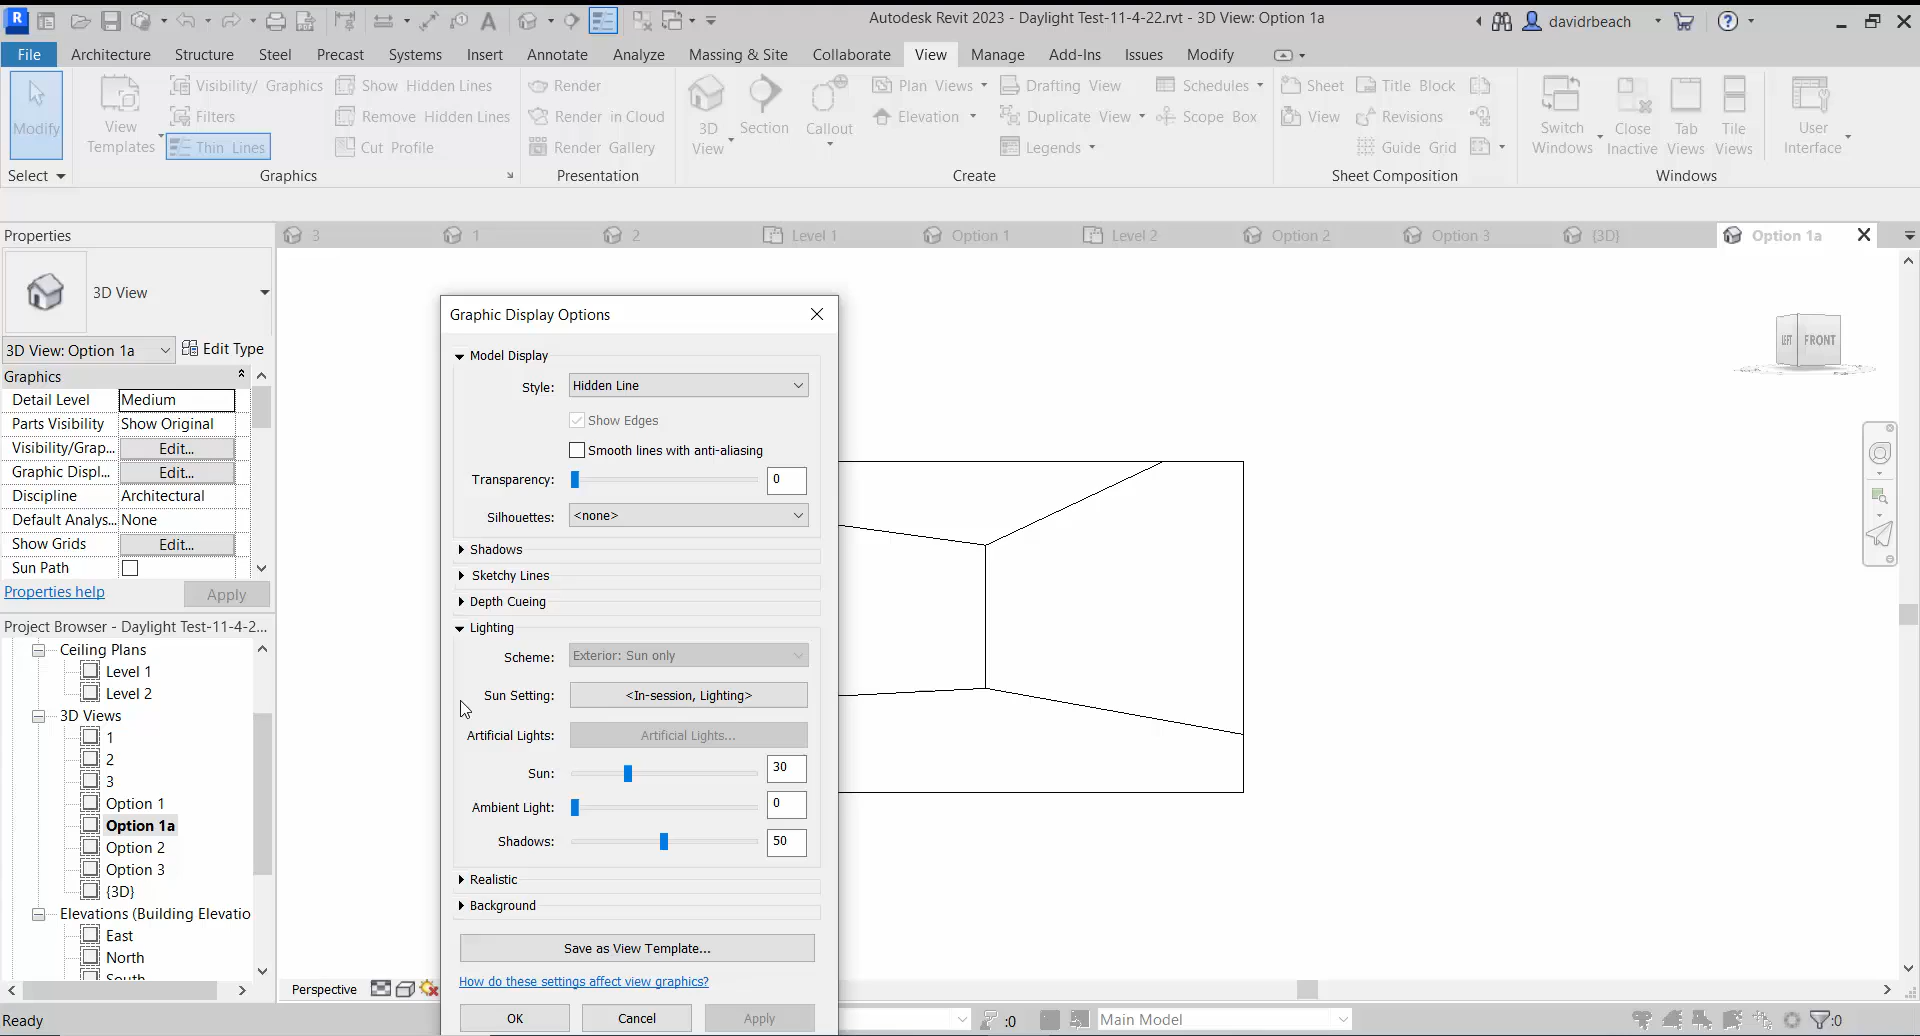 Autodesk Revit 2023 - Daylight Test-11-4-22.rvt - 3D View: Option 1a
davidrbeach
File Architecture Structure Steel Precast Systems Insert Annotate Analyze Massing & Site Collaborate View Manage Add-Ins Issues Modify
Modify
Select
View
Templates
Visibility/ Graphics
Filters
Thin Lines
Show Hidden Lines
Remove Hidden Lines
Cut Profile
Graphics
Render
Render in Cloud
Render Gallery
Presentation
3D
View
Section
Callout
Plan Views
Elevation
Drafting View
Duplicate View
Legends
Schedules
Scope Box
Create
Sheet
View
Title Block
Revisions
Guide Grid
Sheet Composition
Switch
Windows
Close
Inactive
Tab
Views
Tile
Views
User
Interface
Windows
Properties
3 1 2 Level 1 Option 1 Level 2 Option 2 Option 3 {3D} Option 1a
3D View
3D View: Option 1a
Edit Type
Graphics
Detail Level Medium
Parts Visibility Show Original
Visibility/Grap... Edit...
Graphic Displ... Edit...
Discipline Architectural
Default Analys... None
Show Grids Edit...
Sun Path
Properties help
Apply
Project Browser - Daylight Test-11-4-2...
Ceiling Plans
Level 1
Level 2
3D Views
1
2
3
Option 1
Option 1a
Option 2
Option 3
{3D}
Elevations (Building Elevatio
East
North
South
Graphic Display Options
Model Display
Style: Hidden Line
Show Edges
Smooth lines with anti-aliasing
Transparency: 0
Silhouettes: <none>
Shadows
Sketchy Lines
Depth Cueing
Lighting
Scheme: Exterior: Sun only
Sun Setting: <In-session, Lighting>
Artificial Lights: Artificial Lights...
Sun: 30
Ambient Light: 0
Shadows: 50
Realistic
Background
Save as View Template...
How do these settings affect view graphics?
OK Cancel Apply
LEFT FRONT
Perspective
Ready
:0
Main Model
:0